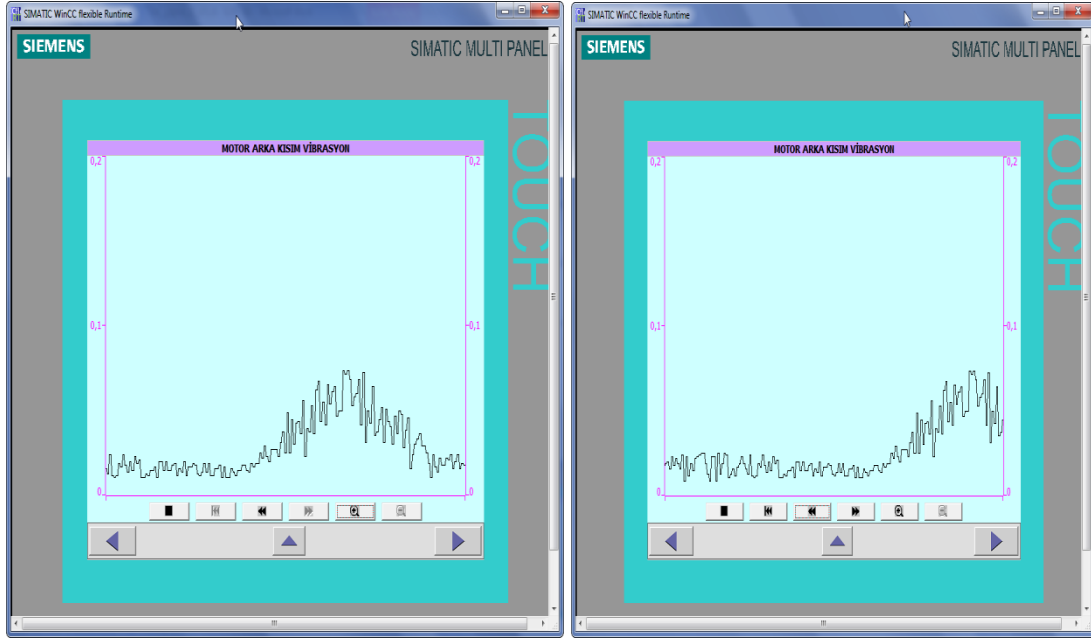 SIMATIC WinCC flexible Runtime
SIEMENS
SIMATIC MULTI PANEL
TOUCH
MOTOR ARKA KISIM VİBRASYON
0,2
0,2
0,1
0,1
0
0
SIMATIC WinCC flexible Runtime
SIEMENS
SIMATIC MULTI PANEL
TOUCH
MOTOR ARKA KISIM VİBRASYON
0,2
0,2
0,1
0,1
0
0